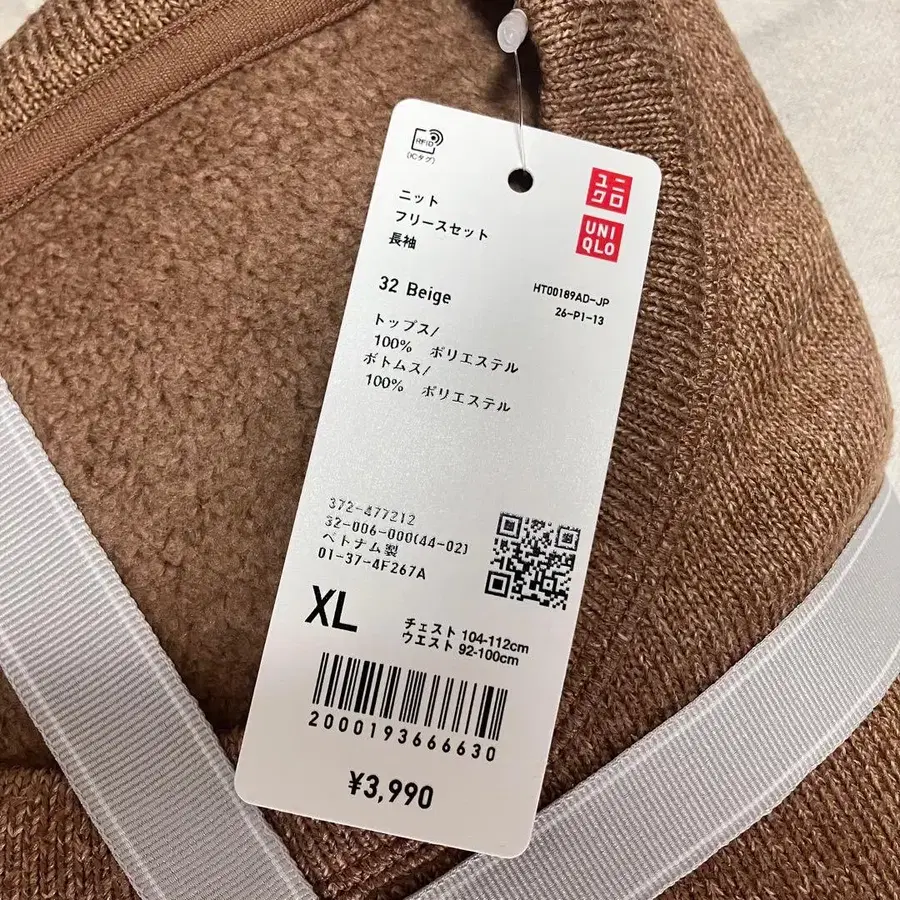 RFID
(ICタグ)
ユニ
クロ
UNI
QLO
ニット
フリースセット
長袖
32 Beige
HT00189AD-JP
26-P1-13
トップス/
100% ポリエステル
ボトムス/
100% ポリエステル
372-477212
32-006-000(44-02)
ベトナム製
01-37-4F267A
XL
チェスト 104-112cm
ウエスト 92-100cm
2000193666630
¥3,990